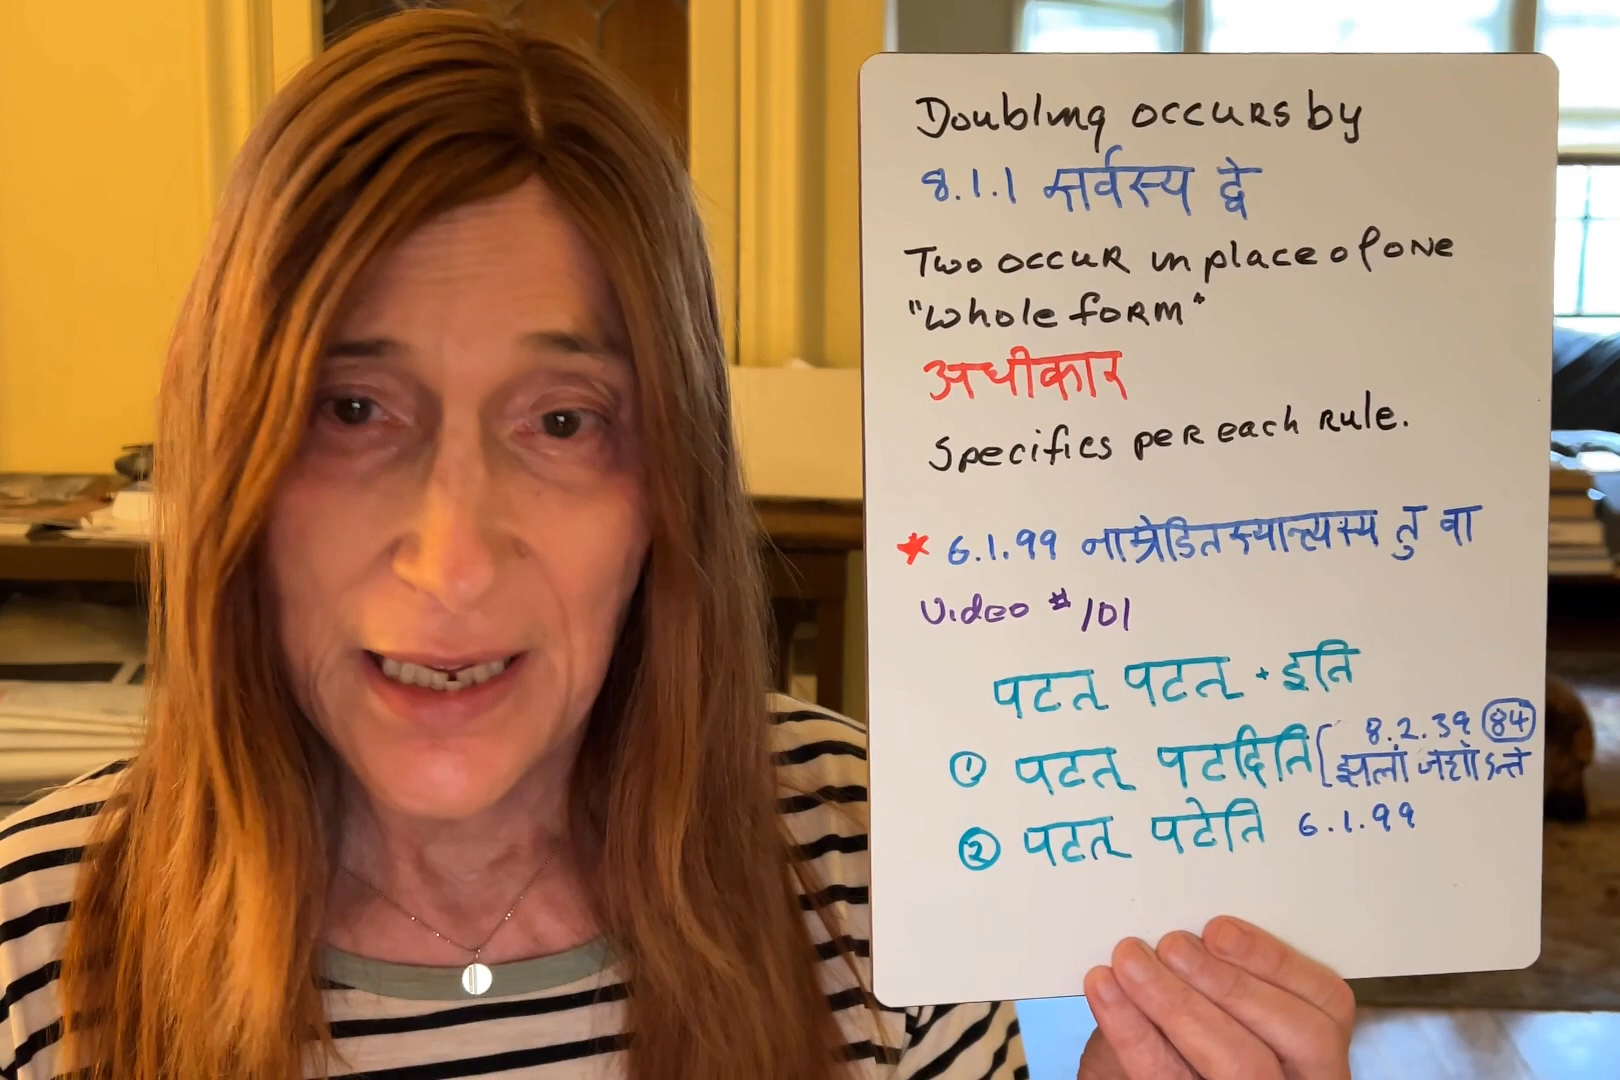 Doubling occurs by
8.1.1 सर्वस्य द्वे
Two occur in place of one
"whole form"
अधीकार
Specifics per each rule.
* 6.1.99 नाम्रेडितस्यान्त्यस्य तु वा
Video #101
पटत् पटत् + इति
① पटत् पटदिति [ 8.2.39 84
झलां जशोऽन्ते
② पटत् पटेति 6.1.99